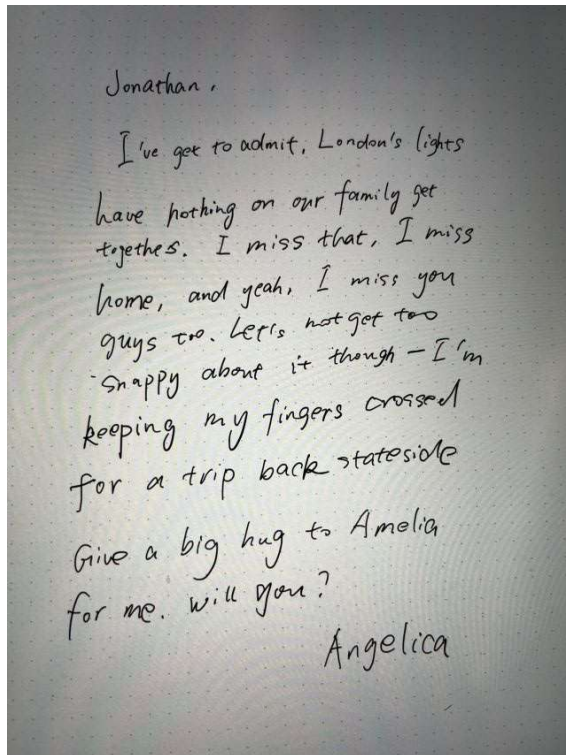 Jonathan,
I've got to admit, London's lights
have nothing on our family get
togethes. I miss that, I miss
home, and yeah, I miss you
guys too. Let's not get too
snappy about it though - I'm
keeping my fingers crossed
for a trip back stateside
Give a big hug to Amelia
for me. will you?
Angelica